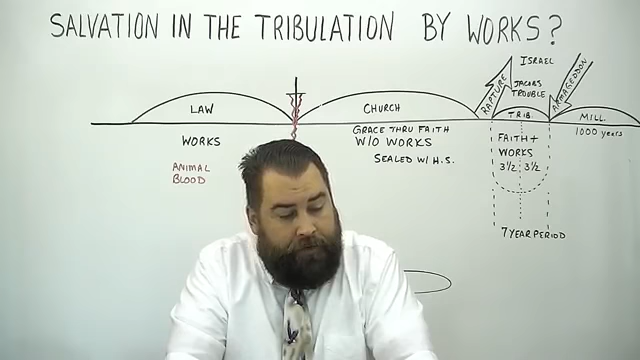 SALVATION IN THE TRIBULATION BY WORKS?
ISRAEL
JACOBS
TROUBLE
RAPTURE
ARMAGEDDON
LAW
CHURCH
TRIB.
MILL.
1000 years
WORKS
GRACE THRU FAITH
W/O WORKS
SEALED W/ H.S.
FAITH +
WORKS
3½ 3½
ANIMAL
BLOOD
7 YEAR PERIOD